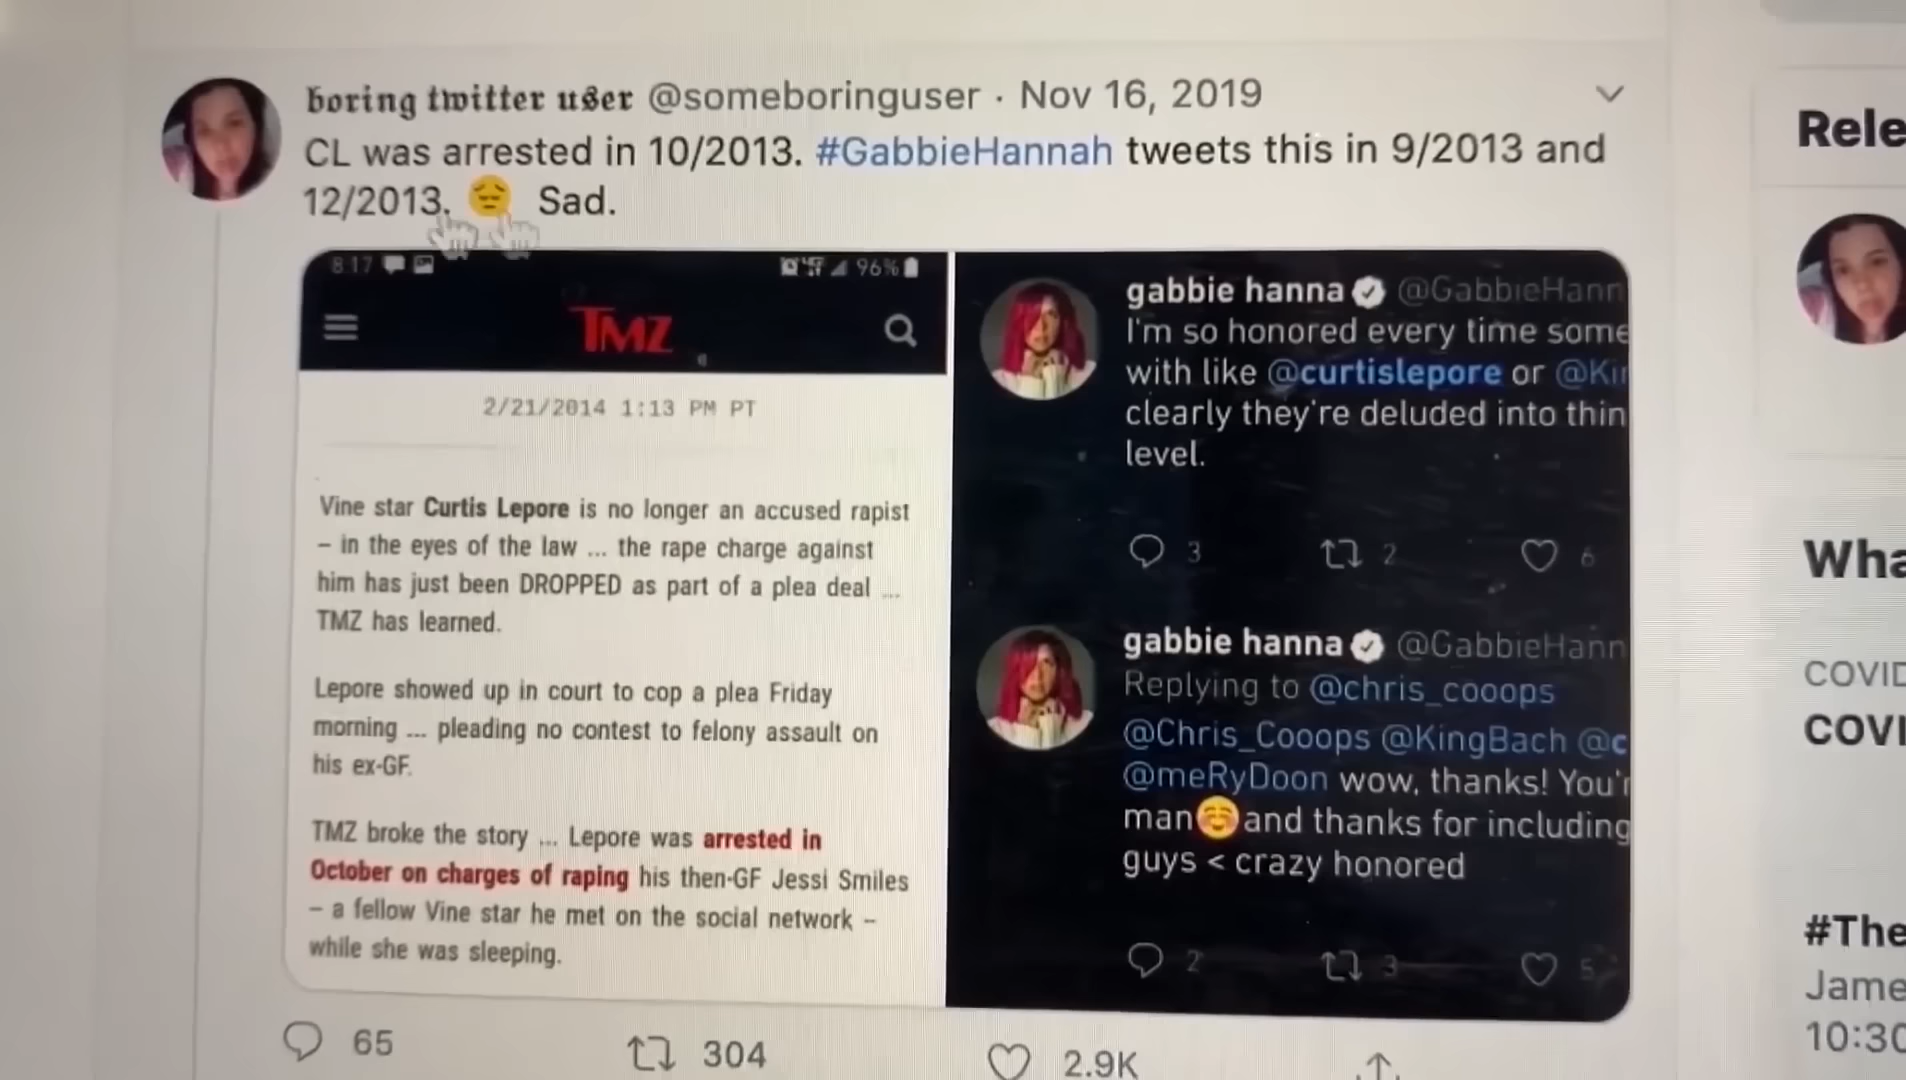 boring twitter user @someboringuser · Nov 16, 2019
CL was arrested in 10/2013. #GabbieHannah tweets this in 9/2013 and
12/2013. 😔 Sad.
8:17 96%
TMZ
2/21/2014 1:13 PM PT
Vine star Curtis Lepore is no longer an accused rapist
– in the eyes of the law ... the rape charge against
him has just been DROPPED as part of a plea deal ...
TMZ has learned.
Lepore showed up in court to cop a plea Friday
morning ... pleading no contest to felony assault on
his ex-GF.
TMZ broke the story ... Lepore was arrested in
October on charges of raping his then-GF Jessi Smiles
– a fellow Vine star he met on the social network –
while she was sleeping.
gabbie hanna @GabbieHann
I'm so honored every time some
with like @curtislepore or @Kin
clearly they're deluded into thin
level.
3 2 6
gabbie hanna @GabbieHann
Replying to @chris_cooops
@Chris_Cooops @KingBach @c
@meRyDoon wow, thanks! You'r
man☺️and thanks for including
guys < crazy honored
2 3 5
65 304 2.9K
Rele
Wha
COVID
COVI
#The
Jame
10:30